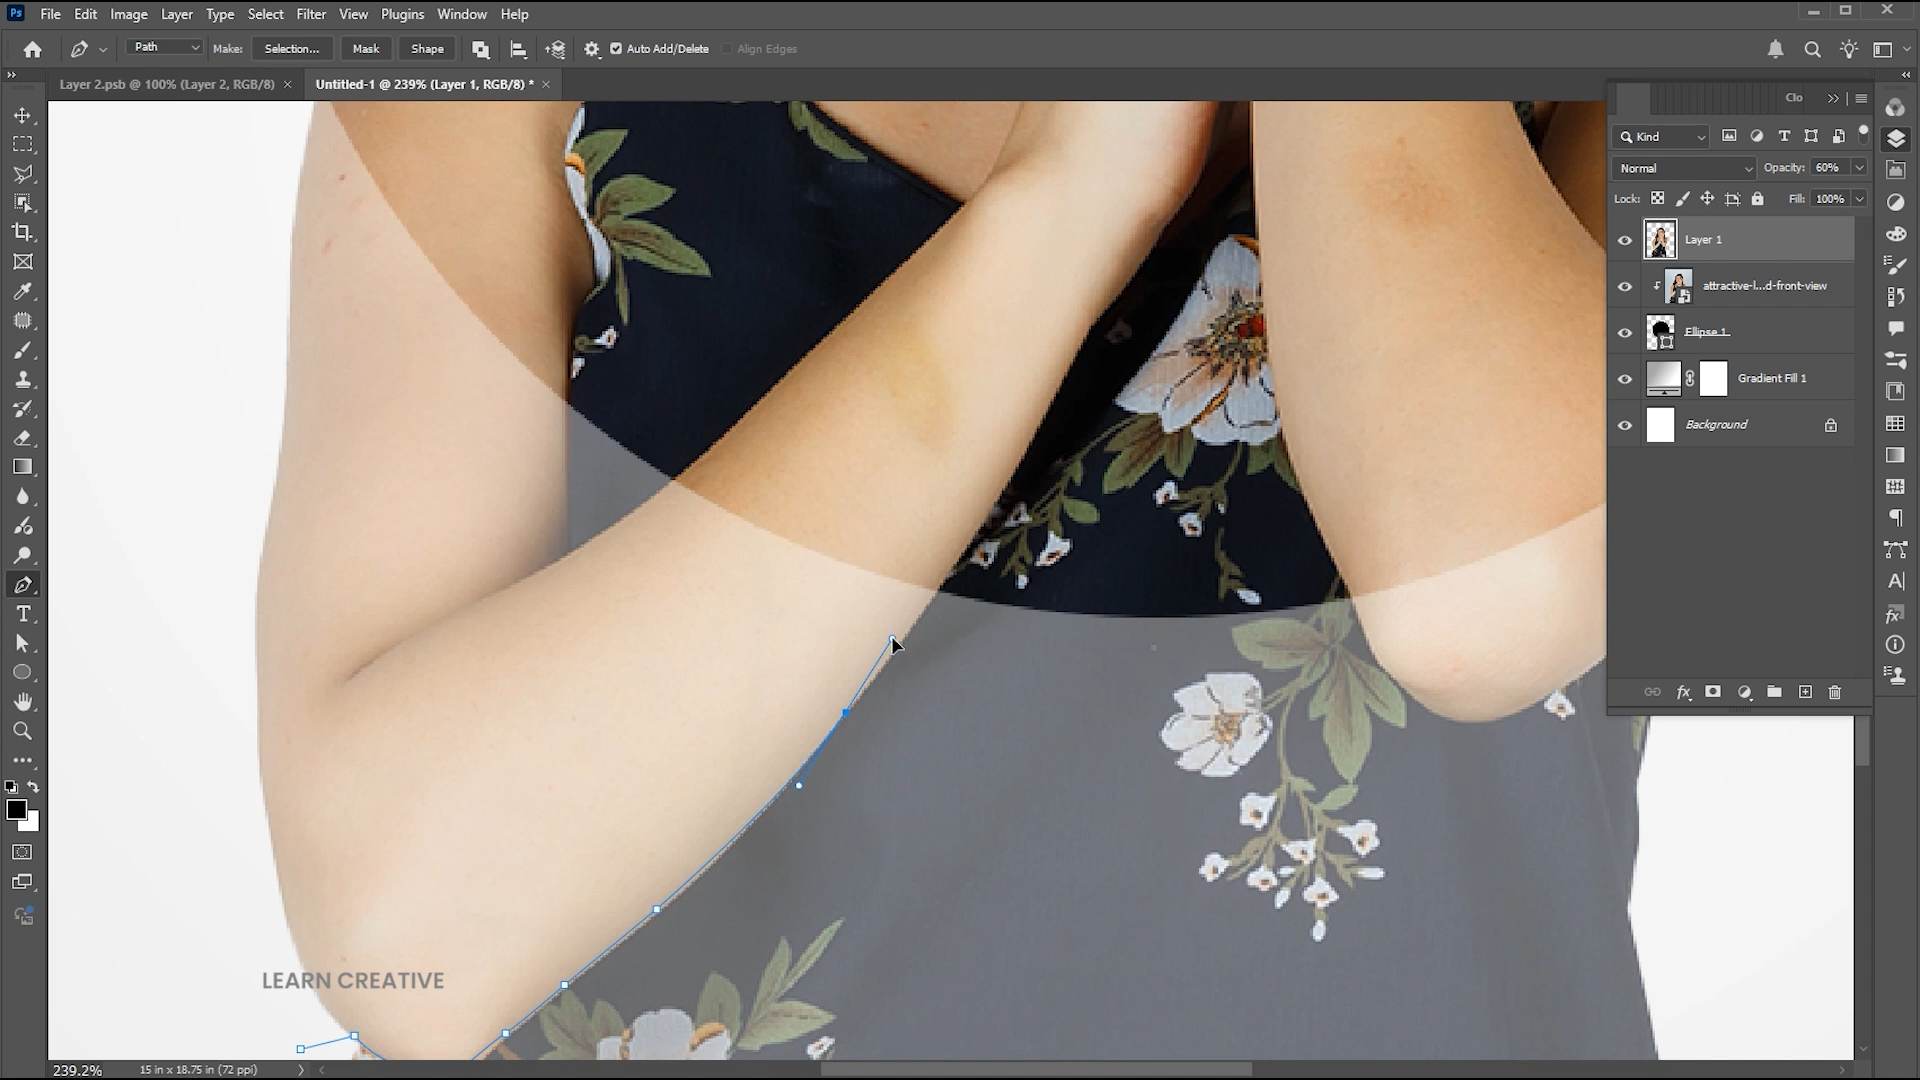 Ps File Edit Image Layer Type Select Filter View Plugins Window Help
Path Make: Selection... Mask Shape Auto Add/Delete Align Edges
Layer 2.psb @ 100% (Layer 2, RGB/8) × Untitled-1 @ 239% (Layer 1, RGB/8) * ×
Clo
Kind
Normal Opacity: 60%
Lock: Fill: 100%
Layer 1
attractive-l...d-front-view
Ellipse 1
Gradient Fill 1
Background
fx
LEARN CREATIVE
239.2% 15 in x 18.75 in (72 ppi)